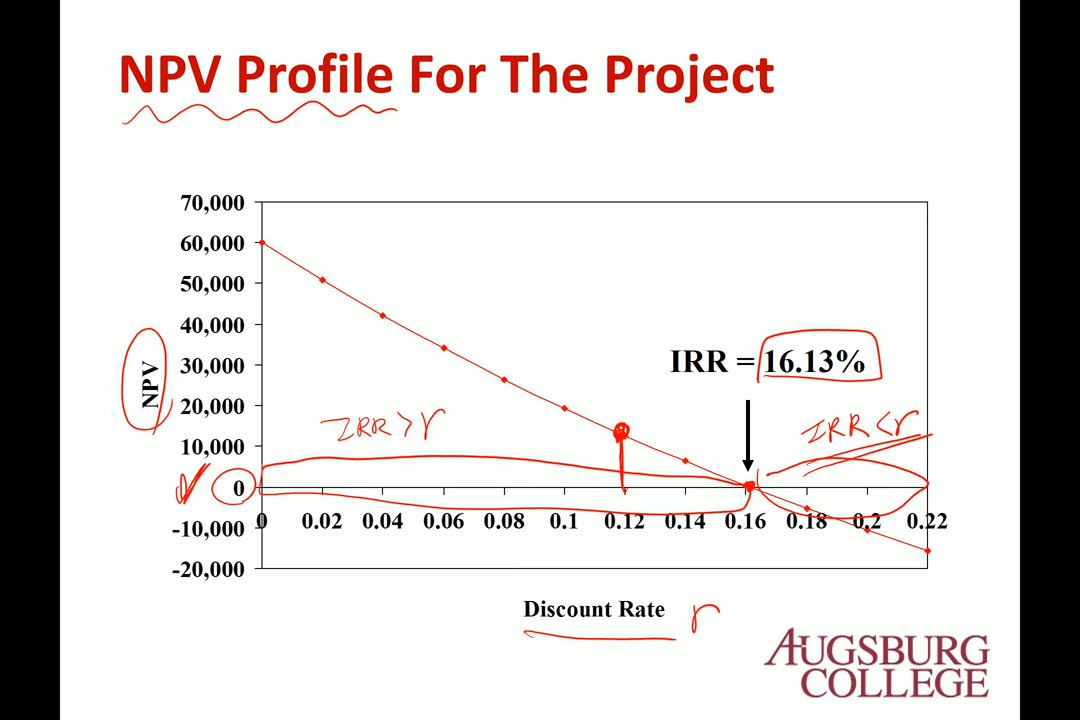 NPV Profile For The Project
70,000
60,000
50,000
40,000
30,000
20,000
10,000
0
-10,000
-20,000
NPV
IRR = 16.13%
IRR > r
IRR < r
0 0.02 0.04 0.06 0.08 0.1 0.12 0.14 0.16 0.18 0.2 0.22
Discount Rate r
AUGSBURG
COLLEGE